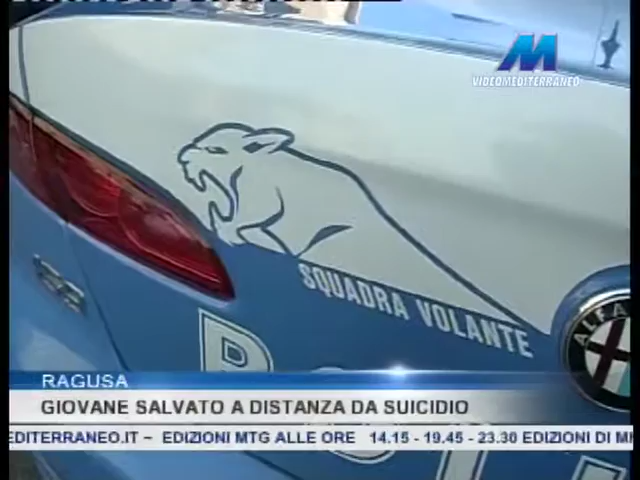 M
VIDEOMEDITERRANEO
SQUADRA VOLANTE
ALFA
P
RAGUSA
GIOVANE SALVATO A DISTANZA DA SUICIDIO
EDITERRANEO.IT - EDIZIONI MTG ALLE ORE 14.15 - 19.45 - 23.30 EDIZIONI DI